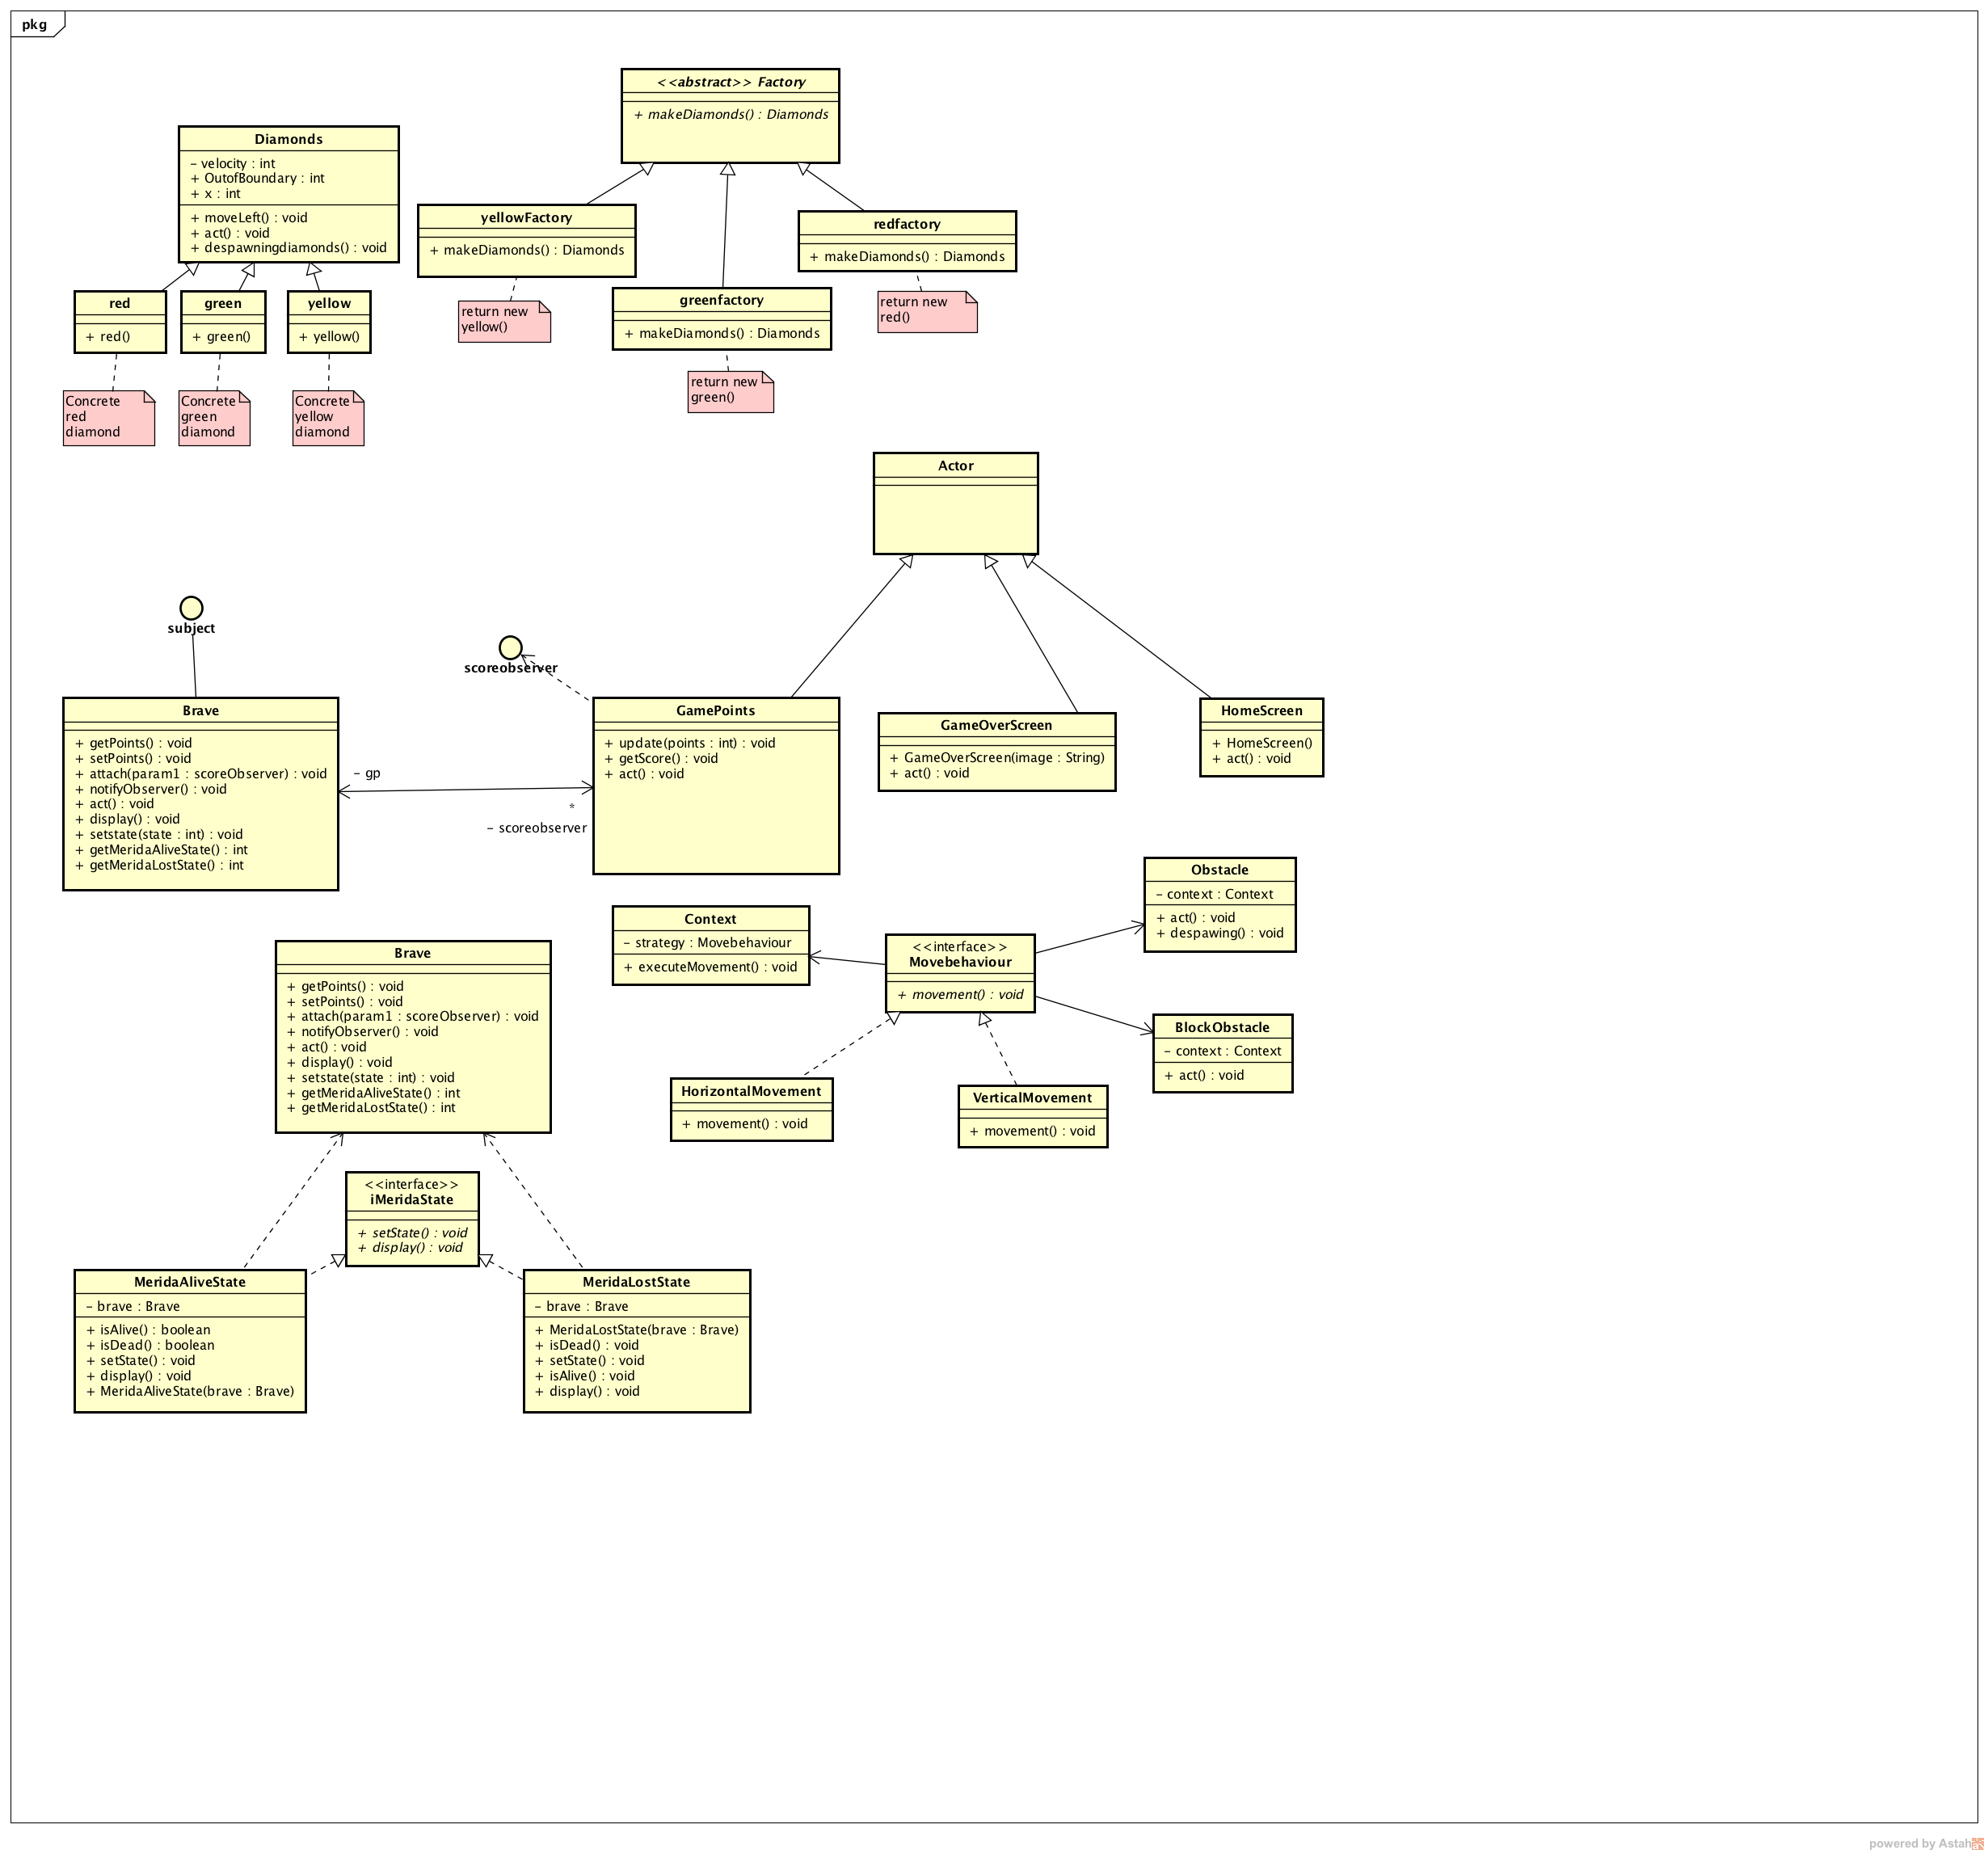 pkg
<<abstract>> Factory
+ makeDiamonds() : Diamonds
Diamonds
- velocity : int
+ OutofBoundary : int
+ x : int
+ moveLeft() : void
+ act() : void
+ despawningdiamonds() : void
yellowFactory
+ makeDiamonds() : Diamonds
redfactory
+ makeDiamonds() : Diamonds
greenfactory
+ makeDiamonds() : Diamonds
return new
yellow()
return new
red()
return new
green()
red
+ red()
green
+ green()
yellow
+ yellow()
Concrete
red
diamond
Concrete
green
diamond
Concrete
yellow
diamond
Actor
subject
scoreobserver
Brave
+ getPoints() : void
+ setPoints() : void
+ attach(param1 : scoreObserver) : void
+ notifyObserver() : void
+ act() : void
+ display() : void
+ setstate(state : int) : void
+ getMeridaAliveState() : int
+ getMeridaLostState() : int
- gp
*
- scoreobserver
GamePoints
+ update(points : int) : void
+ getScore() : void
+ act() : void
GameOverScreen
+ GameOverScreen(image : String)
+ act() : void
HomeScreen
+ HomeScreen()
+ act() : void
Context
- strategy : Movebehaviour
+ executeMovement() : void
<<interface>>
Movebehaviour
+ movement() : void
Obstacle
- context : Context
+ act() : void
+ despawing() : void
BlockObstacle
- context : Context
+ act() : void
HorizontalMovement
+ movement() : void
VerticalMovement
+ movement() : void
Brave
+ getPoints() : void
+ setPoints() : void
+ attach(param1 : scoreObserver) : void
+ notifyObserver() : void
+ act() : void
+ display() : void
+ setstate(state : int) : void
+ getMeridaAliveState() : int
+ getMeridaLostState() : int
<<interface>>
iMeridaState
+ setState() : void
+ display() : void
MeridaAliveState
- brave : Brave
+ isAlive() : boolean
+ isDead() : boolean
+ setState() : void
+ display() : void
+ MeridaAliveState(brave : Brave)
MeridaLostState
- brave : Brave
+ MeridaLostState(brave : Brave)
+ isDead() : void
+ setState() : void
+ isAlive() : void
+ display() : void
powered by Astah